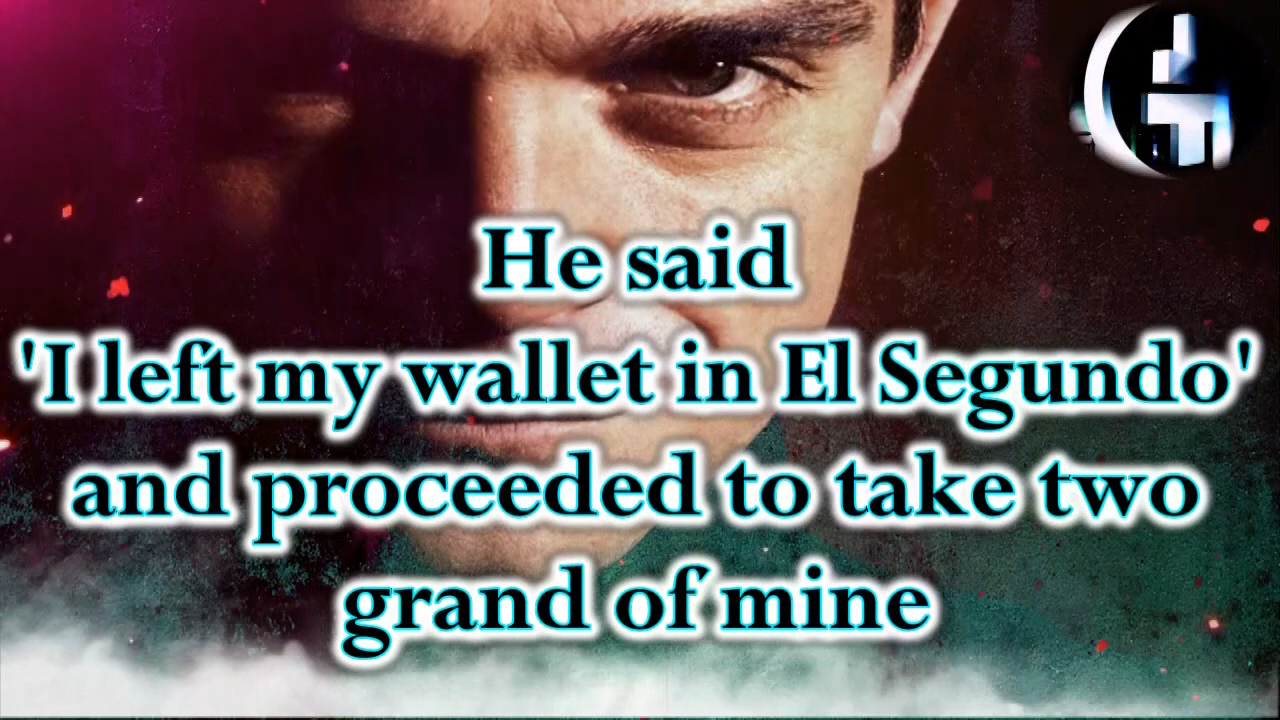 He said
'I left my wallet in El Segundo'
and proceeded to take two
grand of mine